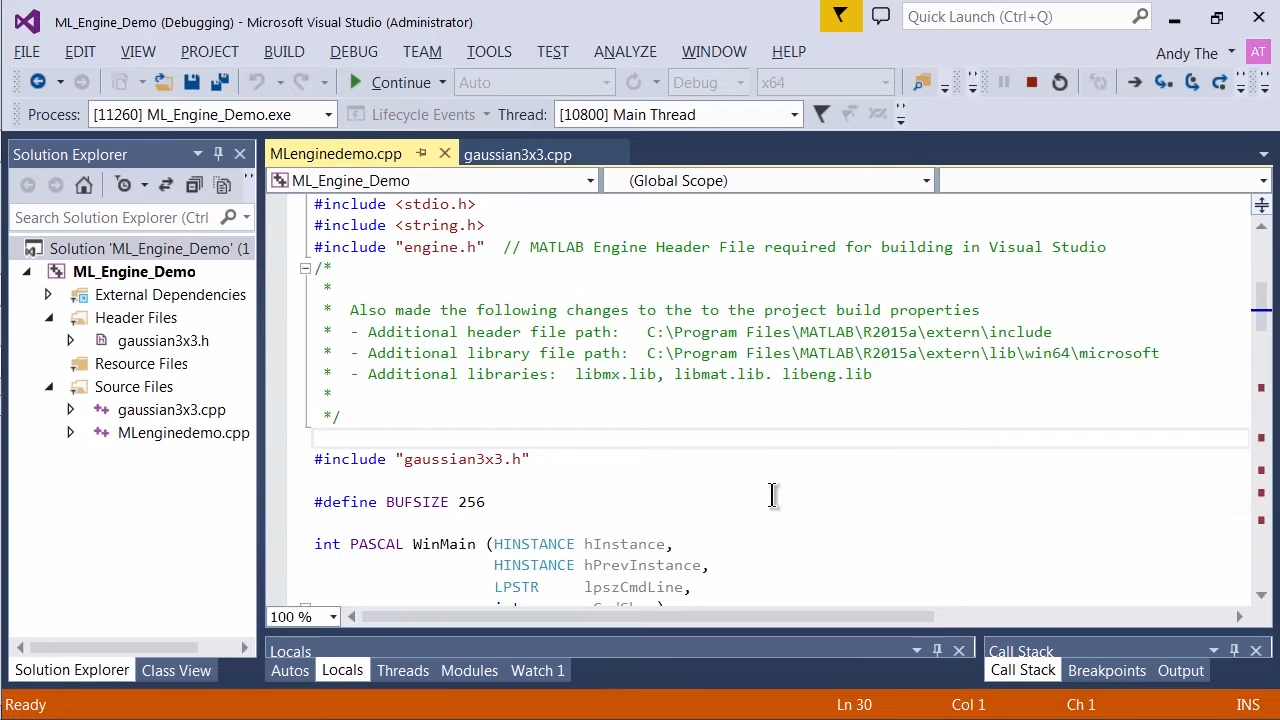 ML_Engine_Demo (Debugging) - Microsoft Visual Studio (Administrator)
Quick Launch (Ctrl+Q)
FILE EDIT VIEW PROJECT BUILD DEBUG TEAM TOOLS TEST ANALYZE WINDOW HELP
Andy The AT
Continue Auto Debug x64
Process: [11260] ML_Engine_Demo.exe Lifecycle Events Thread: [10800] Main Thread
Solution Explorer
MLenginedemo.cpp gaussian3x3.cpp
ML_Engine_Demo (Global Scope)
Search Solution Explorer (Ctrl
Solution 'ML_Engine_Demo' (1
ML_Engine_Demo
External Dependencies
Header Files
gaussian3x3.h
Resource Files
Source Files
gaussian3x3.cpp
MLenginedemo.cpp
#include <stdio.h>
#include <string.h>
#include "engine.h" // MATLAB Engine Header File required for building in Visual Studio
/*
*
* Also made the following changes to the to the project build properties
* - Additional header file path: C:\Program Files\MATLAB\R2015a\extern\include
* - Additional library file path: C:\Program Files\MATLAB\R2015a\extern\lib\win64\microsoft
* - Additional libraries: libmx.lib, libmat.lib. libeng.lib
*
*/
#include "gaussian3x3.h"
#define BUFSIZE 256
int PASCAL WinMain (HINSTANCE hInstance,
HINSTANCE hPrevInstance,
LPSTR lpszCmdLine,
100 %
Solution Explorer Class View
Locals
Autos Locals Threads Modules Watch 1
Call Stack
Call Stack Breakpoints Output
Ready Ln 30 Col 1 Ch 1 INS